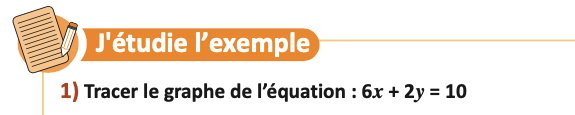 J'étudie l’exemple
1) Tracer le graphe de l’équation : 6x + 2y = 10